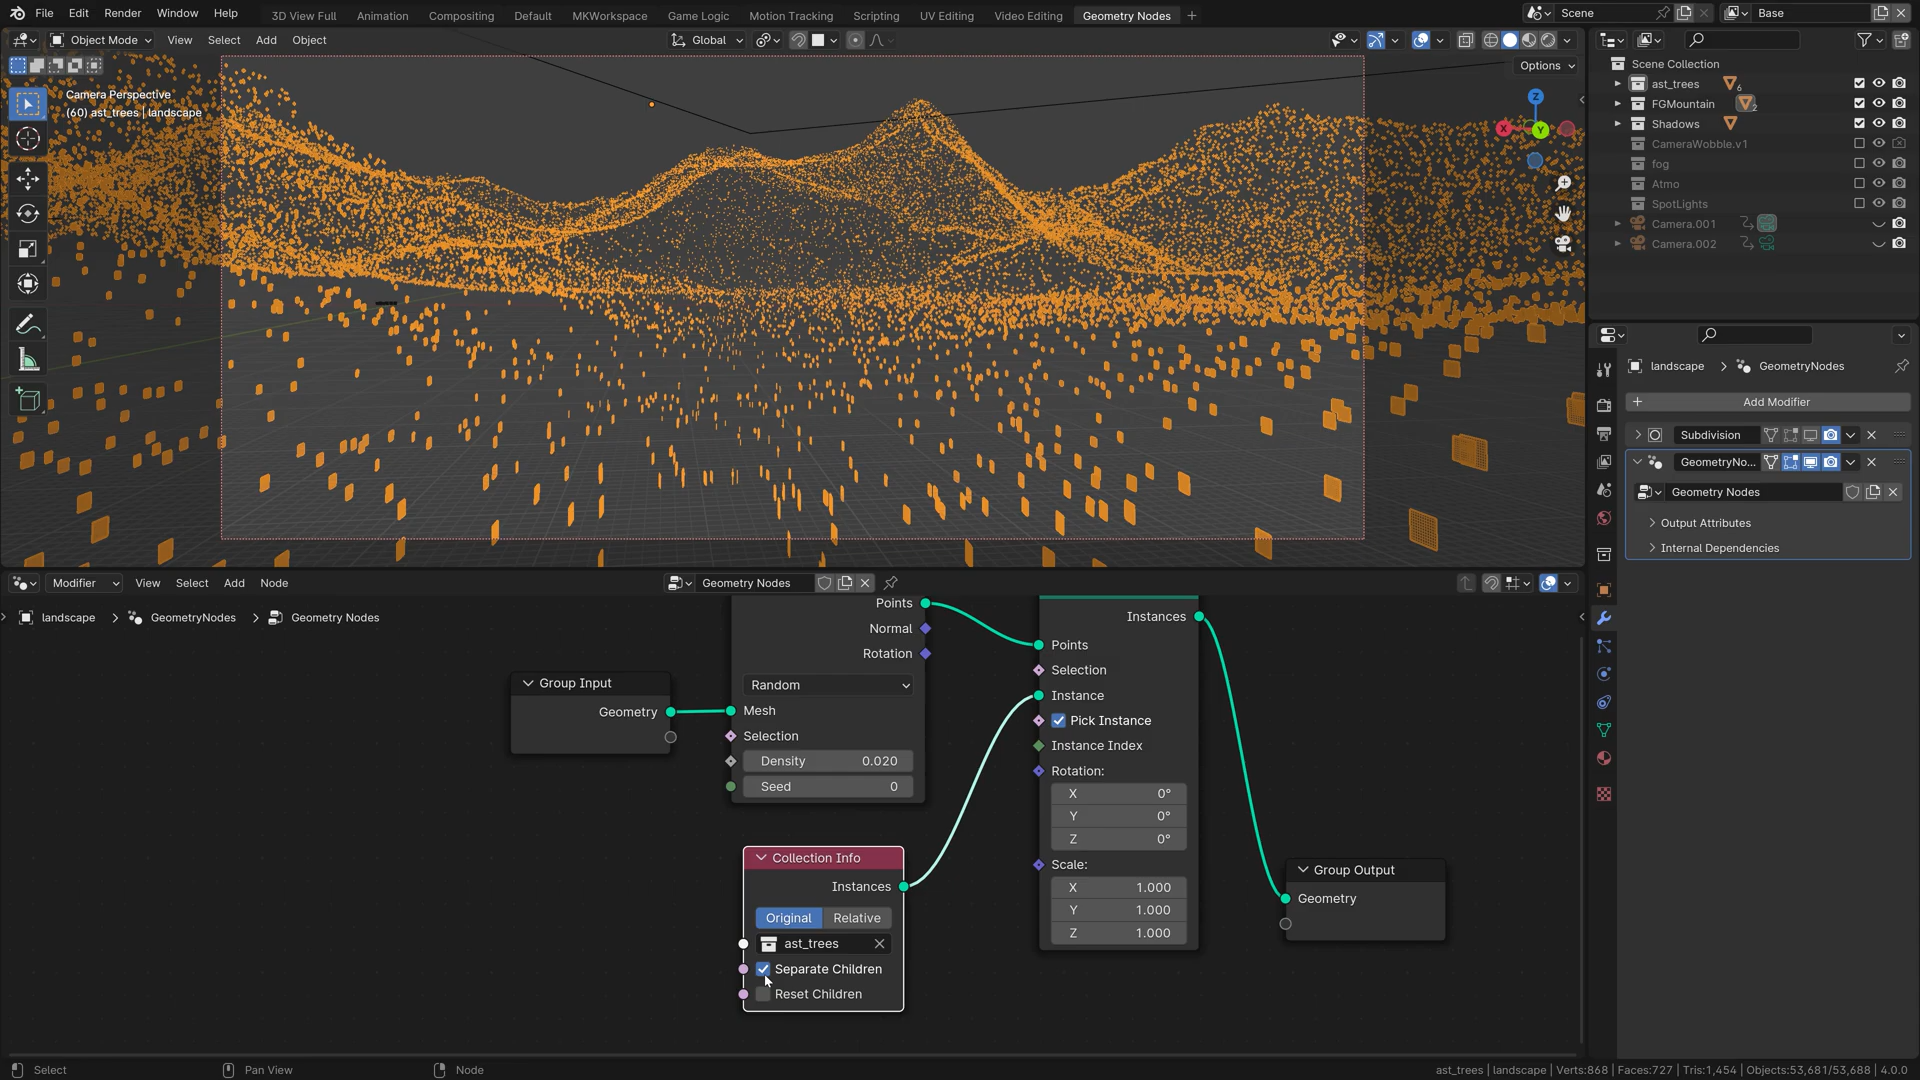 File Edit Render Window Help 3D View Full Animation Compositing Default MKWorkspace Game Logic Motion Tracking Scripting UV Editing Video Editing Geometry Nodes + Scene Base
Object Mode View Select Add Object Global
Options
Camera Perspective
(60) ast_trees | landscape
Z
X
Y
Scene Collection
ast_trees 6
FGMountain 2
Shadows
CameraWobble.v1
fog
Atmo
SpotLights
Camera.001
Camera.002
landscape > GeometryNodes
+ Add Modifier
Subdivision
GeometryNo...
Geometry Nodes
Output Attributes
Internal Dependencies
Modifier View Select Add Node Geometry Nodes
landscape > GeometryNodes > Geometry Nodes
Points
Normal
Rotation
Random
Mesh
Selection
Density 0.020
Seed 0
Group Input
Geometry
Instances
Points
Selection
Instance
Pick Instance
Instance Index
Rotation:
X 0°
Y 0°
Z 0°
Scale:
X 1.000
Y 1.000
Z 1.000
Collection Info
Instances
Original Relative
ast_trees
Separate Children
Reset Children
Group Output
Geometry
Select Pan View Node
ast_trees | landscape | Verts:868 | Faces:727 | Tris:1,454 | Objects:53,681/53,688 | 4.0.0